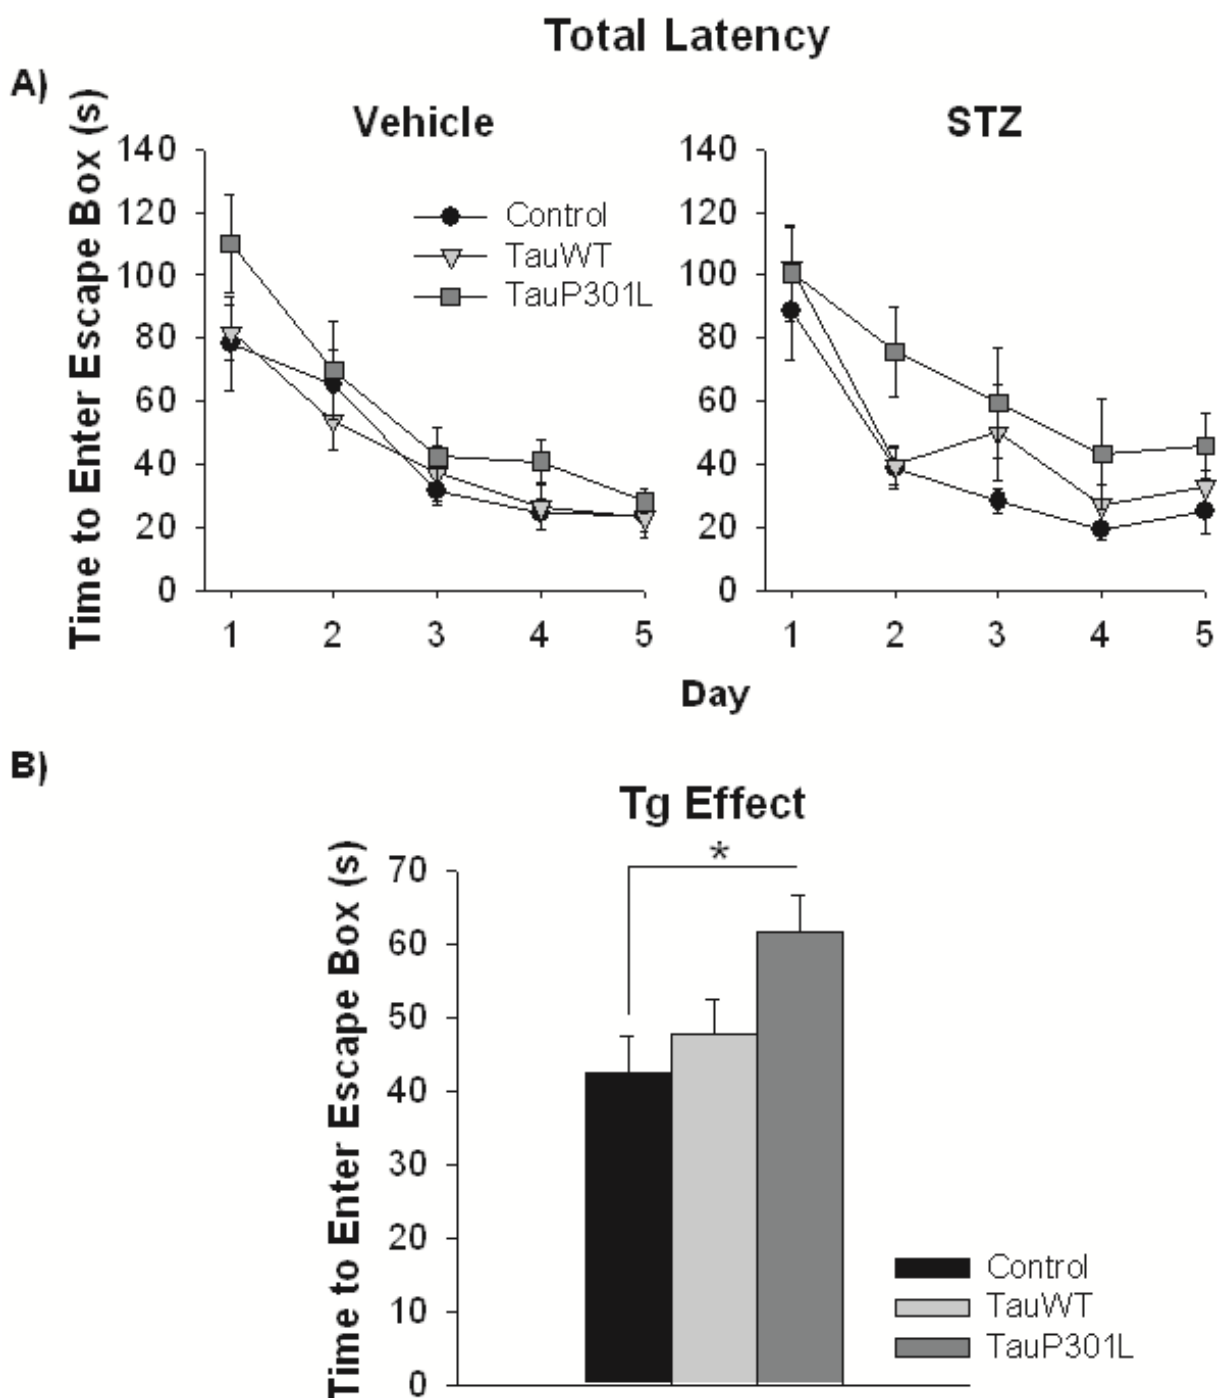 Total Latency
A)
Vehicle
STZ
Time to Enter Escape Box (s)
140
120
100
80
60
40
20
0
Control
TauWT
TauP301L
1 2 3 4 5
140
120
100
80
60
40
20
0
1 2 3 4 5
Day
B)
Tg Effect
*
Time to Enter Escape Box (s)
70
60
50
40
30
20
10
0
Control
TauWT
TauP301L